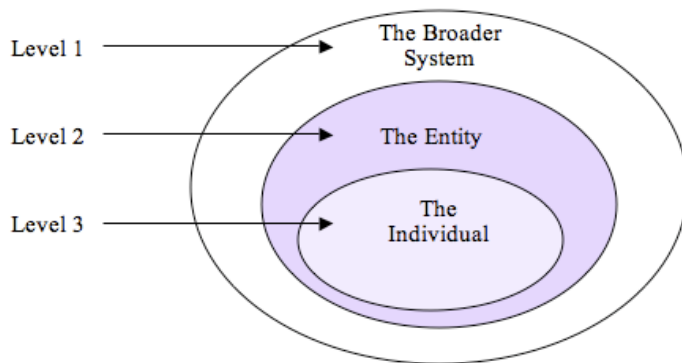 Level 1
The Broader
System
Level 2
The Entity
Level 3
The
Individual